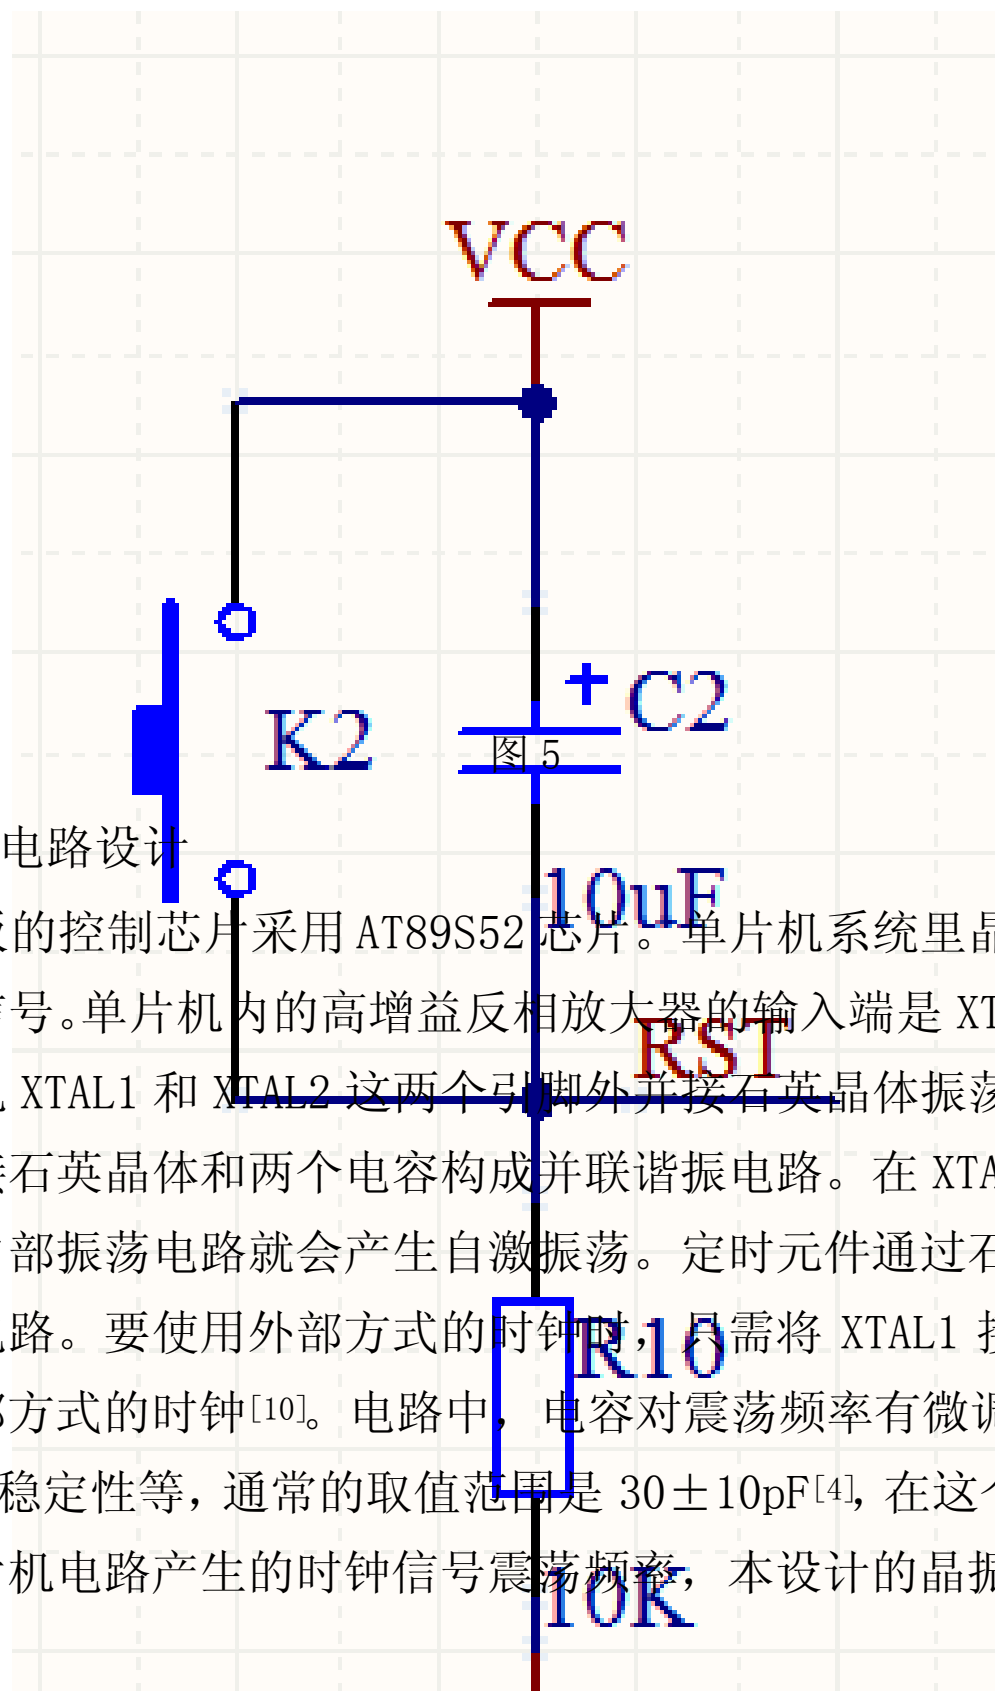 VCC
C2
K2
图 5
电路设计
10uF
的控制芯片采用 AT89S52 芯片。单片机系统里晶
号。单片机内的高增益反相放大器的输入端是 XT
RST
XTAL1 和 XTAL2 这两个引脚外并接石英晶体振荡
石英晶体和两个电容构成并联谐振电路。在 XTA
部振荡电路就会产生自激振荡。定时元件通过石
路。要使用外部方式的时钟时，只需将 XTAL1 接
R10
方式的时钟[10]。电路中，电容对震荡频率有微调
稳定性等，通常的取值范围是 30±10pF[4]，在这个
机电路产生的时钟信号震荡频率，本设计的晶振
10K